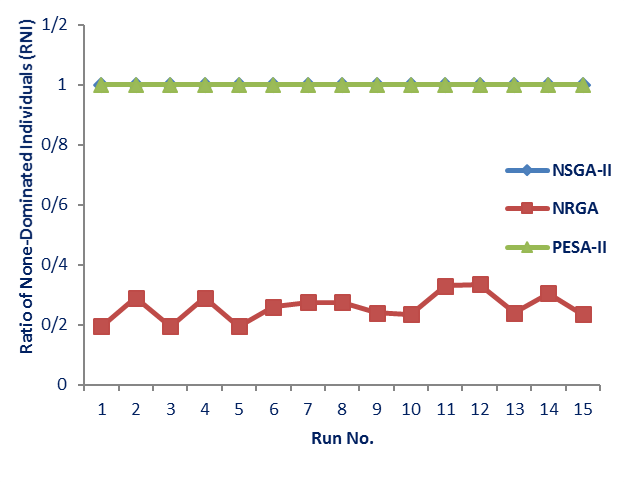 Ratio of None-Dominated Individuals (RNI)
1/2
1
0/8
0/6
0/4
0/2
0
1 2 3 4 5 6 7 8 9 10 11 12 13 14 15
Run No.
NSGA-II
NRGA
PESA-II